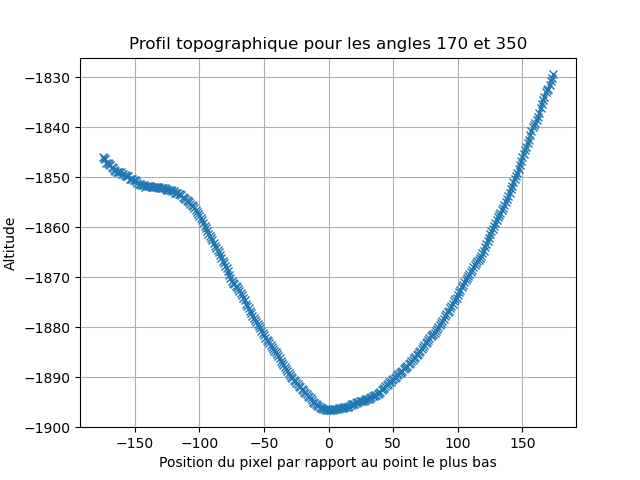 Profil topographique pour les angles 170 et 350
−1830
−1840
−1850
−1860
−1870
−1880
−1890
−1900
Altitude
−150 −100 −50 0 50 100 150
Position du pixel par rapport au point le plus bas